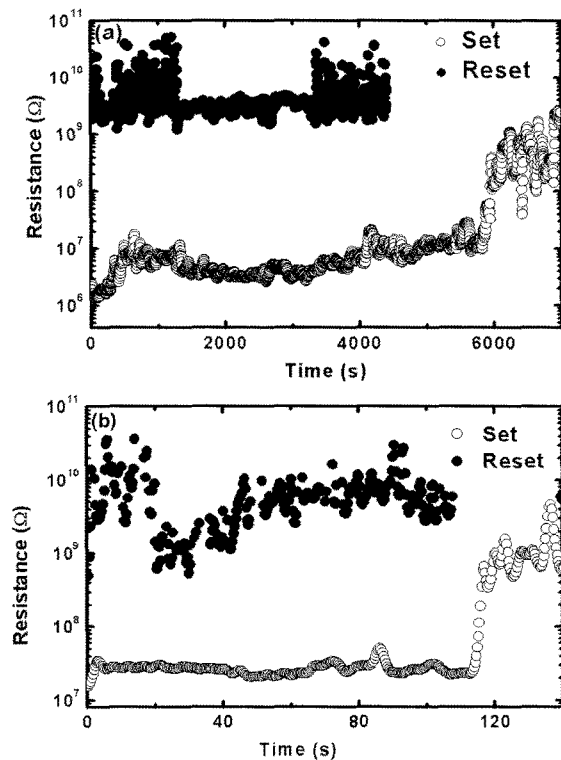 (a)
Set
Reset
10^11
10^10
10^9
10^8
10^7
10^6
Resistance (Ω)
0 2000 4000 6000
Time (s)
(b)
Set
Reset
10^11
10^10
10^9
10^8
10^7
Resistance (Ω)
0 40 80 120
Time (s)